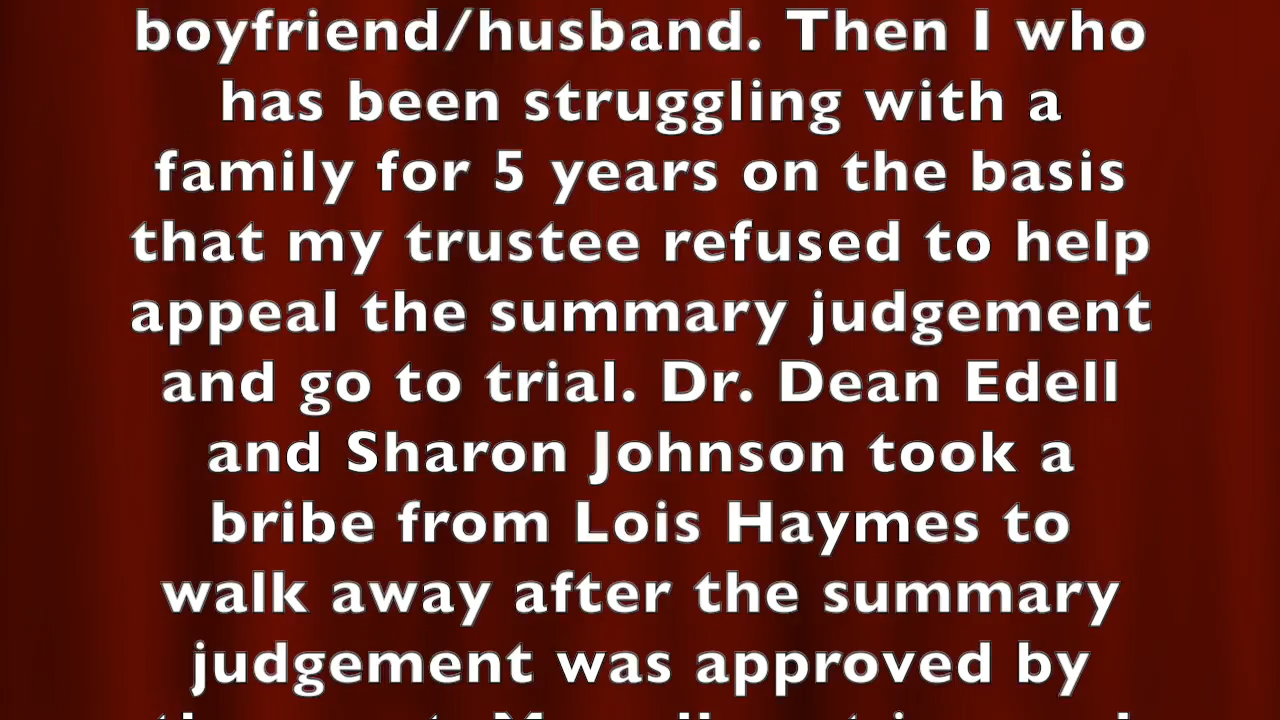 boyfriend/husband. Then I who
has been struggling with a
family for 5 years on the basis
that my trustee refused to help
appeal the summary judgement
and go to trial. Dr. Dean Edell
and Sharon Johnson took a
bribe from Lois Haymes to
walk away after the summary
judgement was approved by